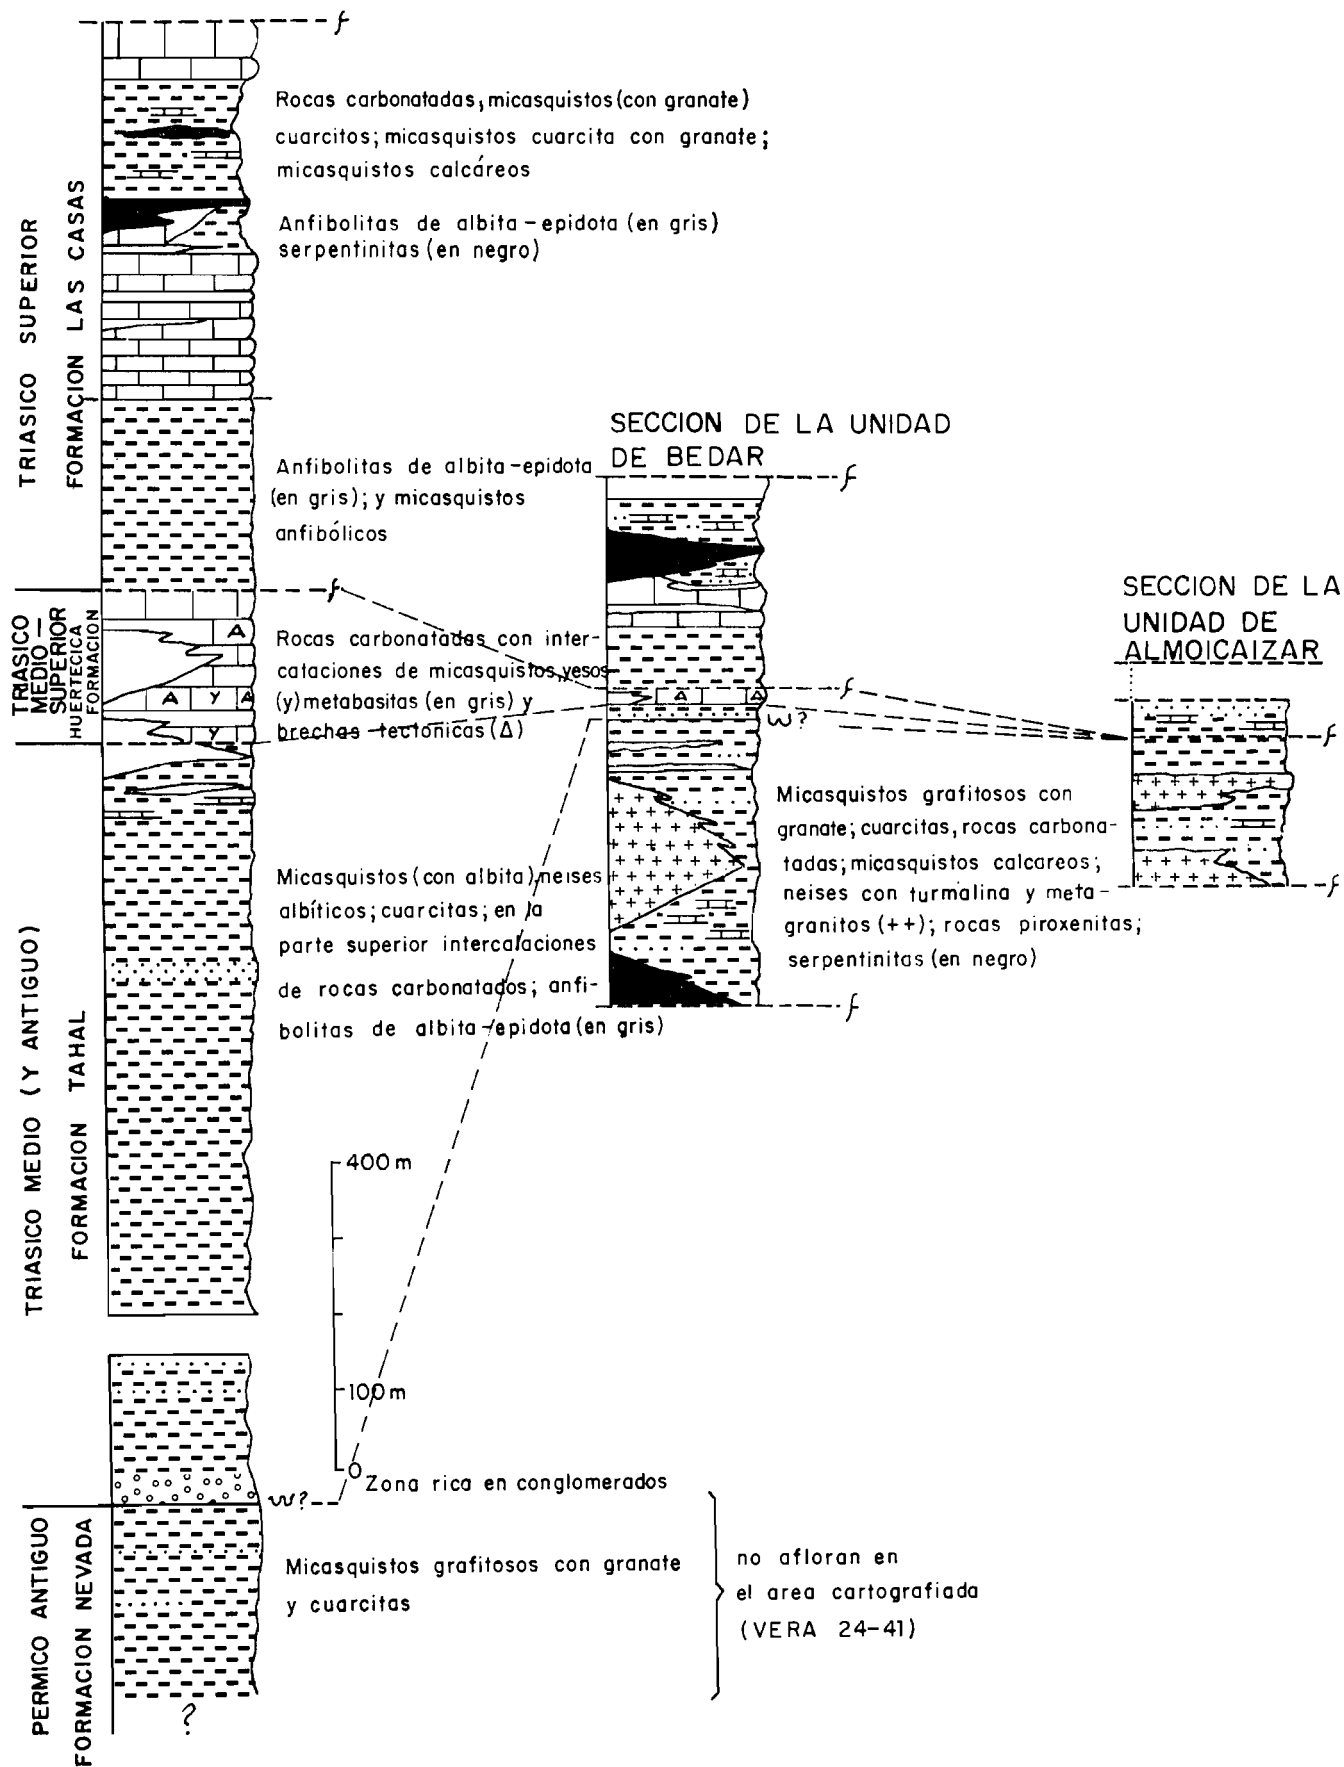 f
Rocas carbonatadas, micasquistos (con granate)
cuarcitos; micasquistos cuarcita con granate;
micasquistos calcáreos
Anfibolitas de albita-epidota (en gris)
serpentinitas (en negro)
TRIASICO SUPERIOR
FORMACION LAS CASAS
Anfibolitas de albita-epidota
(en gris); y micasquistos
anfibólicos
f
TRIASICO
MEDIO —
SUPERIOR
HUERTECICA
FORMACION
A
A Y A
Y
Rocas carbonatadas con inter-
cataciones de micasquistos, yesos
(y) metabasitas (en gris) y
brechas tectonicas (Δ)
TRIASICO MEDIO (Y ANTIGUO)
FORMACION TAHAL
Micasquistos (con albita), neises
albíticos; cuarcitas; en la
parte superior intercalaciones
de rocas carbonatados; anfi-
bolitas de albita-epidota (en gris)
400 m
100 m
0
Zona rica en conglomerados
w?
PERMICO ANTIGUO
FORMACION NEVADA
Micasquistos grafitosos con granate
y cuarcitas
?
no afloran en
el area cartografiada
(VERA 24-41)
SECCION DE LA UNIDAD
DE BEDAR
f
A A
f
w?
f
Micasquistos grafitosos con
granate; cuarcitas, rocas carbona-
tadas; micasquistos calcareos;
neises con turmalina y meta-
granitos (++); rocas piroxenitas;
serpentinitas (en negro)
SECCION DE LA
UNIDAD DE
ALMOICAIZAR
f
f